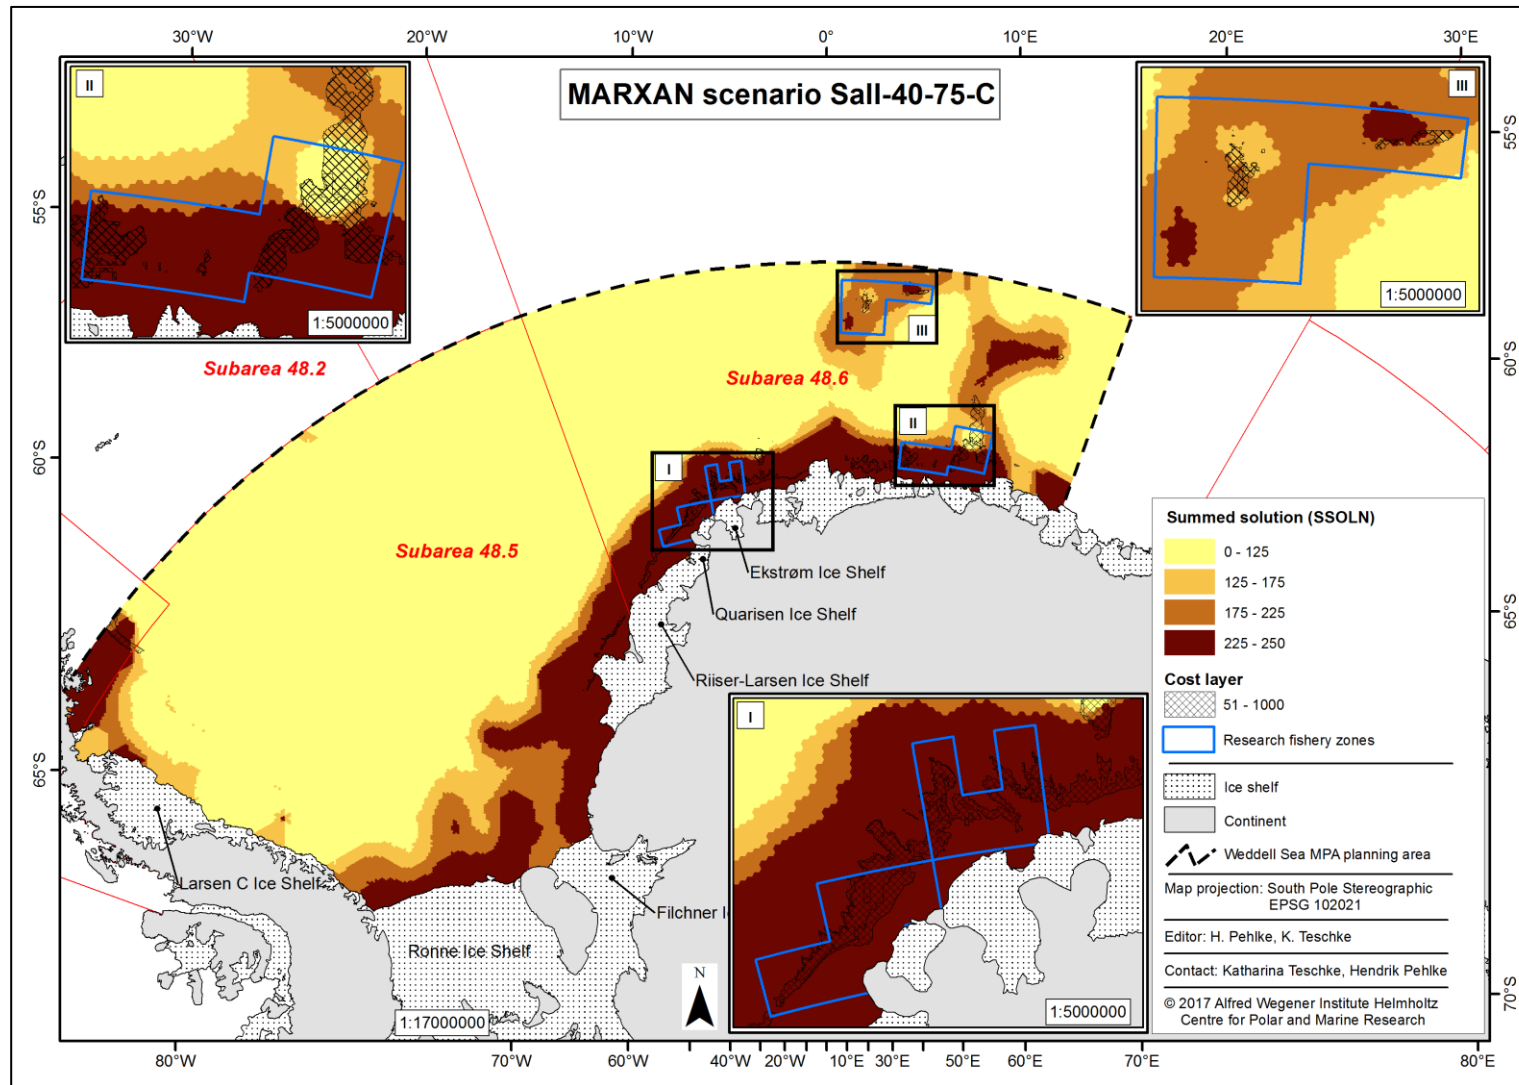 30°W 20°W 10°W 0° 10°E 20°E 30°E
II
MARXAN scenario Sall-40-75-C
III
55°S
55°S
1:5000000
1:5000000
Subarea 48.2
Subarea 48.6
III
60°S
II
60°S
I
Subarea 48.5
Ekstrøm Ice Shelf
Quarisen Ice Shelf
Riiser-Larsen Ice Shelf
65°S
65°S
Summed solution (SSOLN)
0 - 125
125 - 175
175 - 225
225 - 250
Cost layer
51 - 1000
Research fishery zones
Ice shelf
Continent
Weddell Sea MPA planning area
Map projection: South Pole Stereographic
EPSG 102021
Editor: H. Pehlke, K. Teschke
Contact: Katharina Teschke, Hendrik Pehlke
© 2017 Alfred Wegener Institute Helmholtz
Centre for Polar and Marine Research
I
1:5000000
Larsen C Ice Shelf
Filchner
Ronne Ice Shelf
N
1:17000000
70°S
80°W 70°W 60°W 40°W 20°W 10°E 30°E 50°E 60°E 70°E 80°E